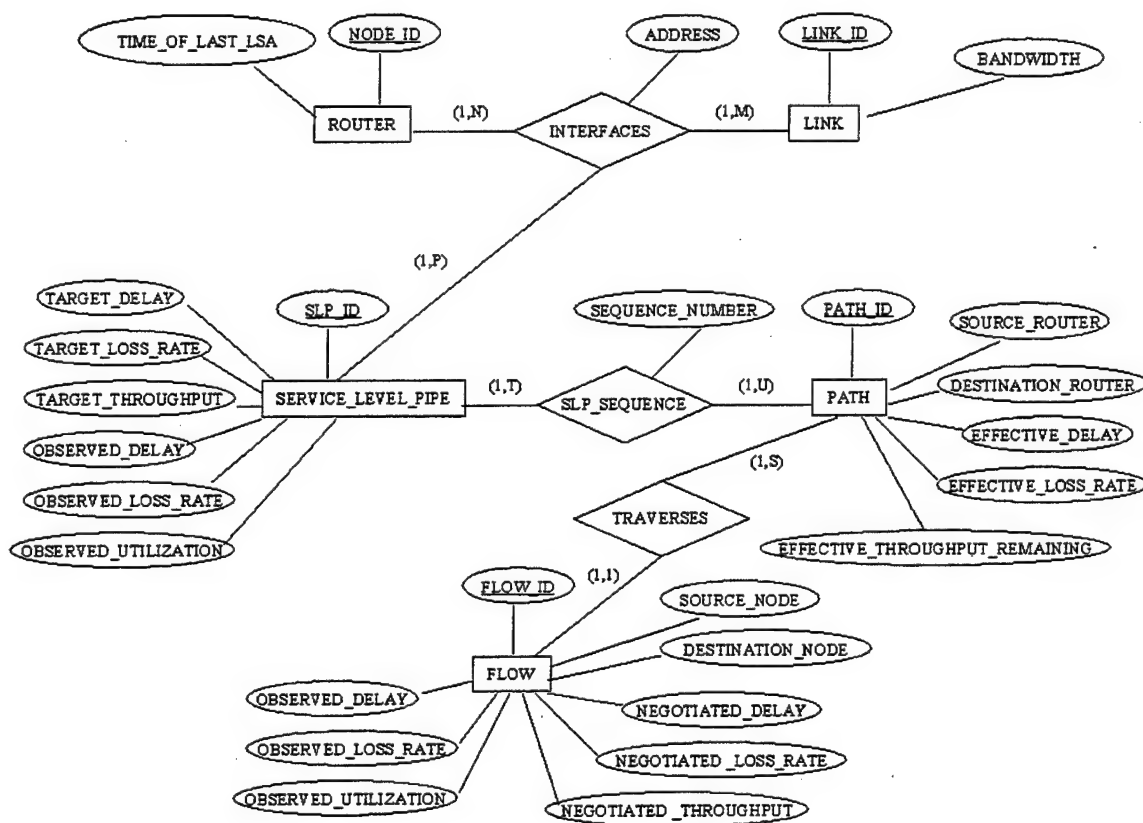 TIME_OF_LAST_LSA
NODE_ID
ADDRESS
LINK_ID
BANDWIDTH
ROUTER
(1,N)
INTERFACES
(1,M)
LINK
(1,P)
TARGET_DELAY
SLP_ID
SEQUENCE_NUMBER
PATH_ID
SOURCE_ROUTER
TARGET_LOSS_RATE
TARGET_THROUGHPUT
SERVICE_LEVEL_PIPE
(1,T)
SLP_SEQUENCE
(1,U)
PATH
DESTINATION_ROUTER
OBSERVED_DELAY
EFFECTIVE_DELAY
OBSERVED_LOSS_RATE
(1,S)
EFFECTIVE_LOSS_RATE
OBSERVED_UTILIZATION
TRAVERSES
EFFECTIVE_THROUGHPUT_REMAINING
FLOW_ID
(1,1)
SOURCE_NODE
DESTINATION_NODE
FLOW
OBSERVED_DELAY
NEGOTIATED_DELAY
OBSERVED_LOSS_RATE
NEGOTIATED_LOSS_RATE
OBSERVED_UTILIZATION
NEGOTIATED_THROUGHPUT